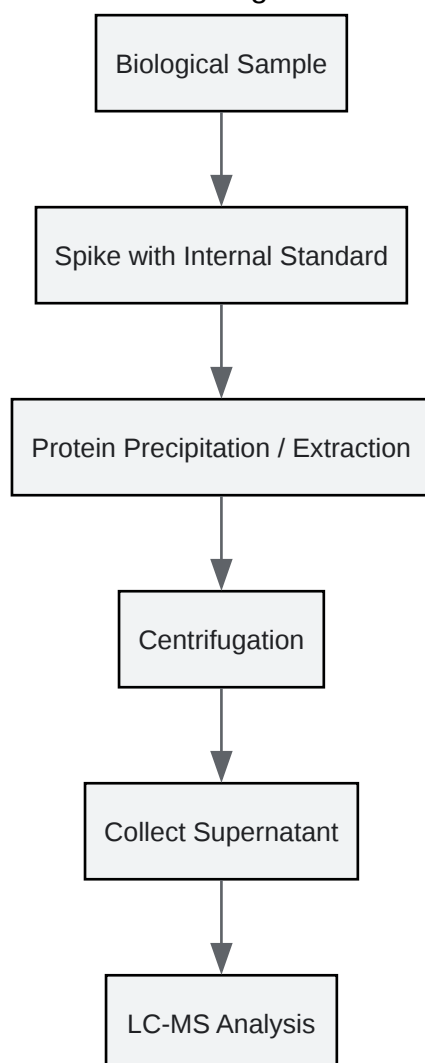 Biological Sample
Spike with Internal Standard
Protein Precipitation / Extraction
Centrifugation
Collect Supernatant
LC-MS Analysis